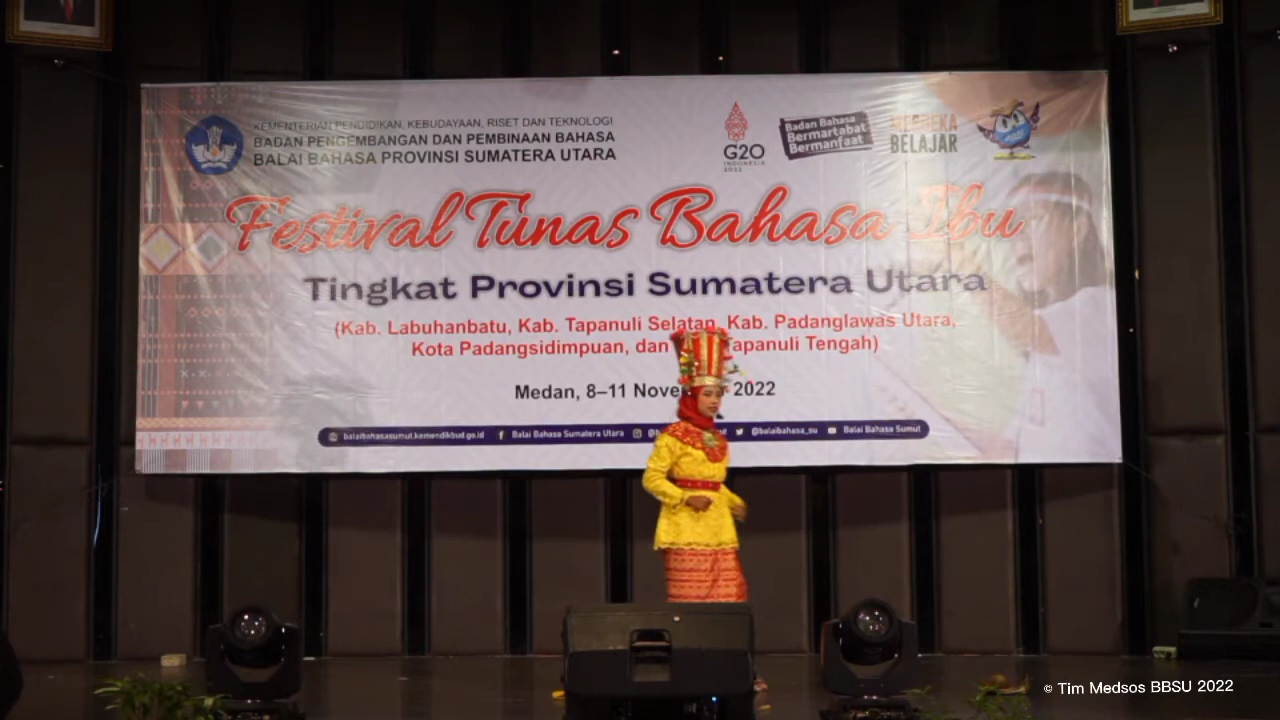 KEMENTERIAN PENDIDIKAN, KEBUDAYAAN, RISET DAN TEKNOLOGI
BADAN PENGEMBANGAN DAN PEMBINAAN BAHASA
BALAI BAHASA PROVINSI SUMATERA UTARA
G20
INDONESIA
2022
Badan Bahasa
Bermartabat
Bermanfaat
MERDEKA
BELAJAR
Festival Tunas Bahasa Ibu
Tingkat Provinsi Sumatera Utara
(Kab. Labuhanbatu, Kab. Tapanuli Selatan, Kab. Padanglawas Utara,
Kota Padangsidimpuan, dan Tapanuli Tengah)
Medan, 8–11 Nove 2022
balaibahasasumut.kemendikbud.go.id Balai Bahasa Sumatera Utara @balaibahasa_su Balai Bahasa Sumut
© Tim Medsos BBSU 2022